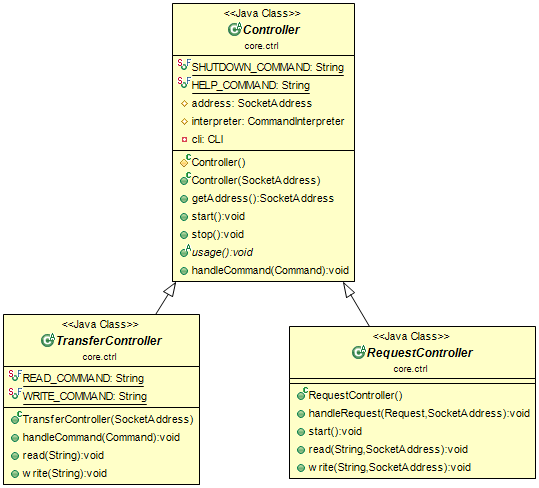 <<Java Class>>
Controller
core.ctrl
SHUTDOWN_COMMAND: String
HELP_COMMAND: String
address: SocketAddress
interpreter: CommandInterpreter
cli: CLI
Controller()
Controller(SocketAddress)
getAddress():SocketAddress
start():void
stop():void
usage():void
handleCommand(Command):void
<<Java Class>>
TransferController
core.ctrl
READ_COMMAND: String
WRITE_COMMAND: String
TransferController(SocketAddress)
handleCommand(Command):void
read(String):void
write(String):void
<<Java Class>>
RequestController
core.ctrl
RequestController()
handleRequest(Request,SocketAddress):void
start():void
read(String,SocketAddress):void
write(String,SocketAddress):void